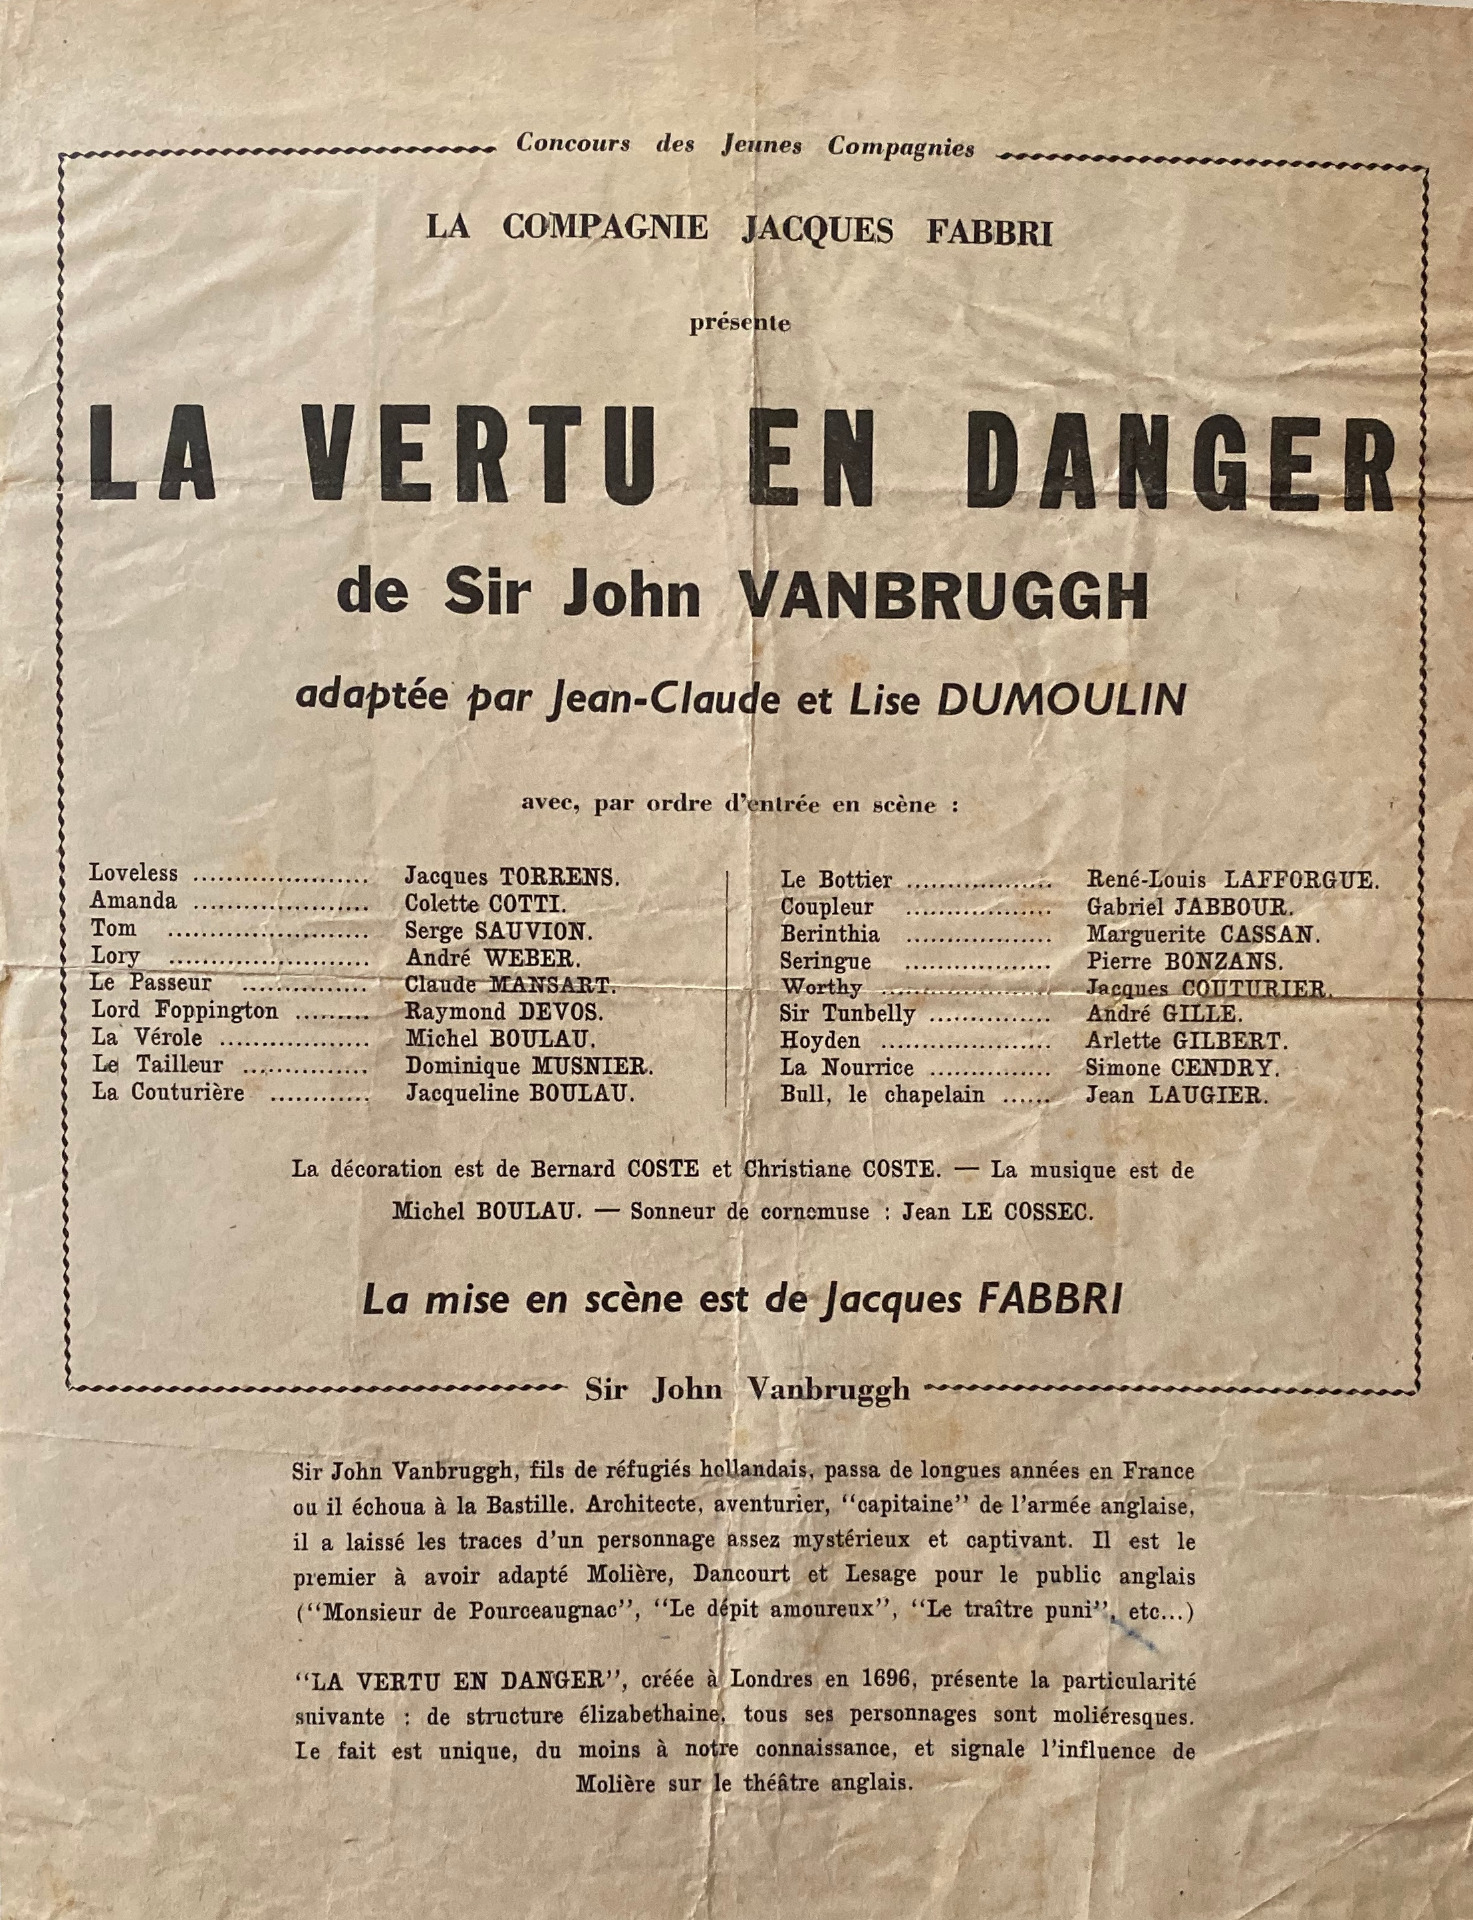 Concours des Jeunes Compagnies
LA COMPAGNIE JACQUES FABBRI
présente
LA VERTU EN DANGER
de Sir John VANBRUGGH
adaptée par Jean-Claude et Lise DUMOULIN
avec, par ordre d'entrée en scène :
Loveless ..................... Jacques TORRENS.
Amanda ..................... Colette COTTI.
Tom ........................ Serge SAUVION.
Lory ........................ André WEBER.
Le Passeur ............... Claude MANSART.
Lord Foppington ......... Raymond DEVOS.
La Vérole .................. Michel BOULAU.
Le Tailleur ............... Dominique MUSNIER.
La Couturière ............ Jacqueline BOULAU.
Le Bottier .................. René-Louis LAFFORGUE.
Coupleur .................. Gabriel JABBOUR.
Berinthia .................. Marguerite CASSAN.
Seringue .................. Pierre BONZANS.
Worthy ..................... Jacques COUTURIER.
Sir Tunbelly ............... André GILLE.
Hoyden ..................... Arlette GILBERT.
La Nourrice ............... Simone CENDRY.
Bull, le chapelain ...... Jean LAUGIER.
La décoration est de Bernard COSTE et Christiane COSTE. — La musique est de
Michel BOULAU. — Sonneur de cornemuse : Jean LE COSSEC.
La mise en scène est de Jacques FABBRI
Sir John Vanbruggh
Sir John Vanbruggh, fils de réfugiés hollandais, passa de longues années en France
ou il échoua à la Bastille. Architecte, aventurier, "capitaine" de l'armée anglaise,
il a laissé les traces d'un personnage assez mystérieux et captivant. Il est le
premier à avoir adapté Molière, Dancourt et Lesage pour le public anglais
("Monsieur de Pourceaugnac", "Le dépit amoureux", "Le traître puni", etc...)
"LA VERTU EN DANGER", créée à Londres en 1696, présente la particularité
suivante : de structure élizabethaine, tous ses personnages sont moliéresques.
Le fait est unique, du moins à notre connaissance, et signale l'influence de
Molière sur le théâtre anglais.